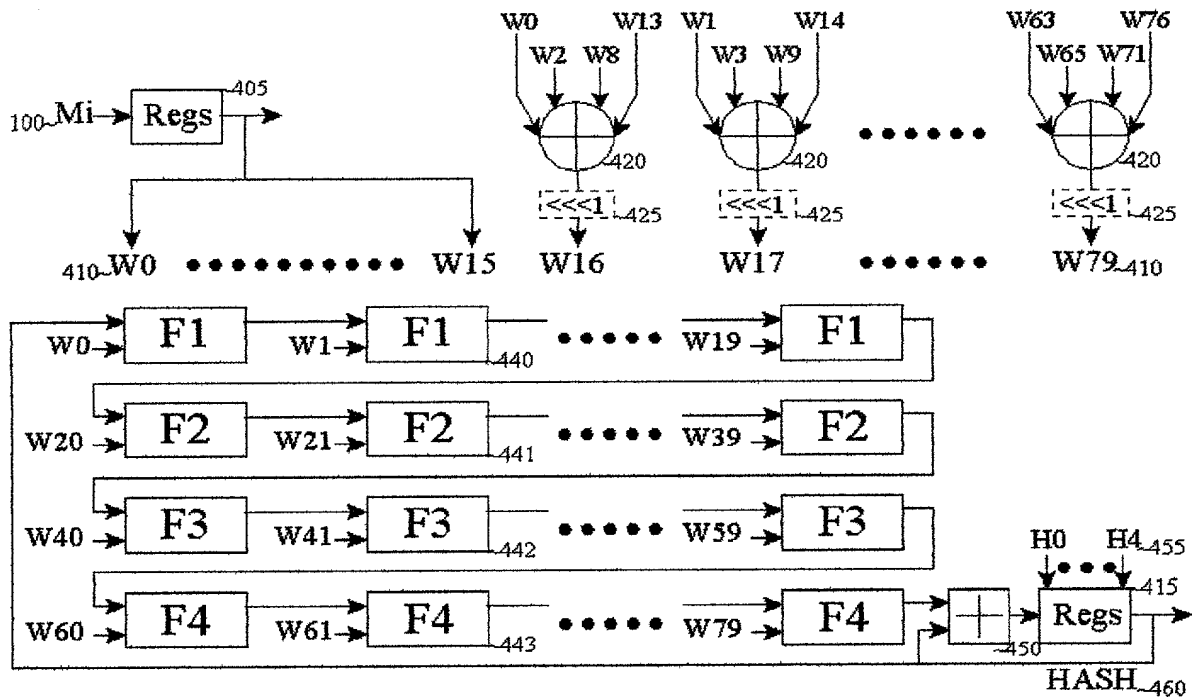 W0 W13 W1 W14 W63 W76
W2 W8 W3 W9 W65 W71
405
100 Mi Regs
420 420 420
<<<1 425 <<<1 425 <<<1 425
410 W0 W15 W16 W17 W79 410
F1 F1 F1
W0 W1 440 W19
F2 F2 F2
W20 W21 441 W39
F3 F3 F3
W40 W41 442 W59
H0 H4 455
415
F4 F4 F4 Regs
W60 W61 443 W79 450
HASH 460